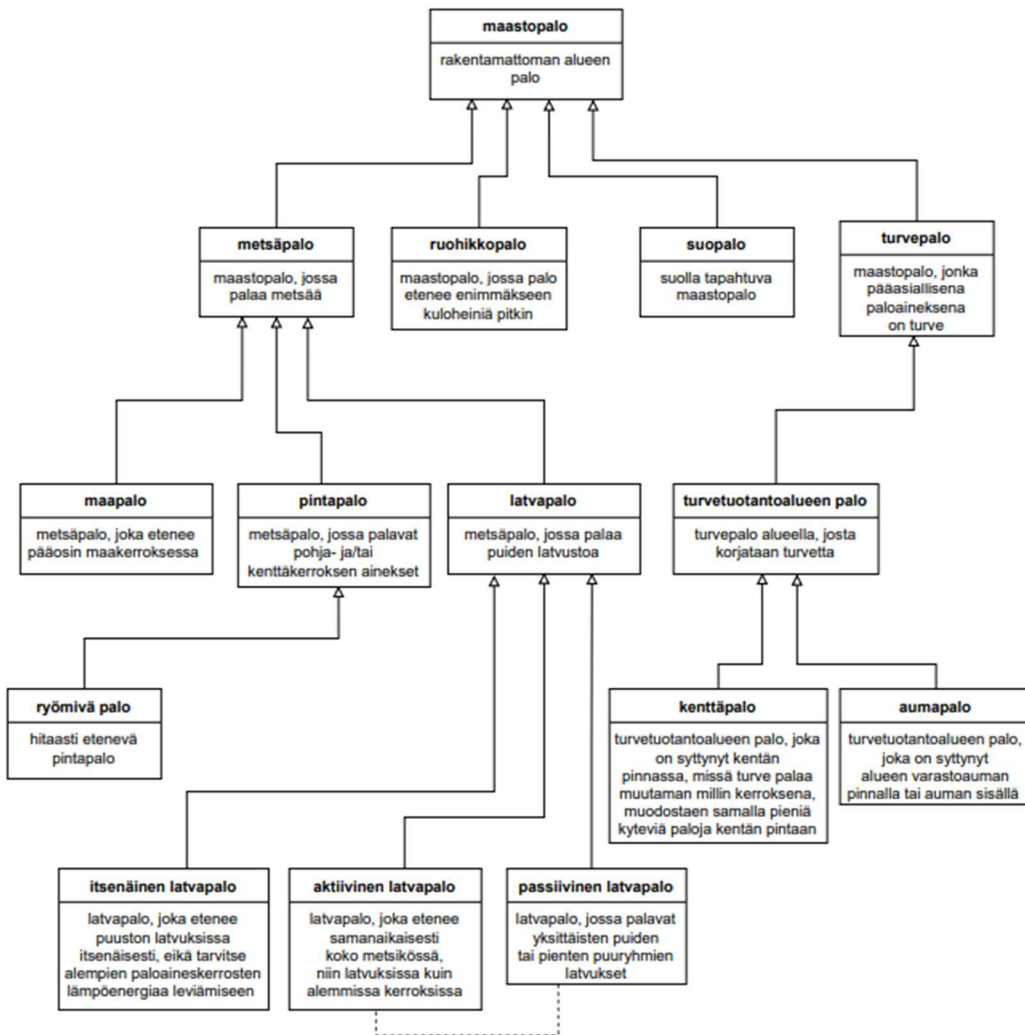 maastopalo
rakentamattoman alueen
palo
metsäpalo
maastopalo, jossa
palaa metsää
ruohikkopalo
maastopalo, jossa palo
etenee enimmäkseen
kuloheiniä pitkin
suopalo
suolla tapahtuva
maastopalo
turvepalo
maastopalo, jonka
pääasiallisena
paloaineksena
on turve
maapalo
metsäpalo, joka etenee
pääosin maakerroksessa
pintapalo
metsäpalo, jossa palavat
pohja- ja/tai
kenttäkerroksen ainekset
latvapalo
metsäpalo, jossa palaa
puiden latvustoa
turvetuotantoalueen palo
turvepalo alueella, josta
korjataan turvetta
ryömivä palo
hitaasti etenevä
pintapalo
kenttäpalo
turvetuotantoalueen palo, joka
on syttynyt kentän
pinnassa, missä turve palaa
muutaman millin kerroksena,
muodostaen samalla pieniä
kyteviä paloja kentän pintaan
aumapalo
turvetuotantoalueen palo,
joka on syttynyt
alueen varastoauman
pinnalla tai auman sisällä
itsenäinen latvapalo
latvapalo, joka etenee
puuston latvuksissa
itsenäisesti, eikä tarvitse
alempien paloaineskerrosten
lämpöenergiaa leviämiseen
aktiivinen latvapalo
latvapalo, joka etenee
samanaikaisesti
koko metsikössä,
niin latvuksissa kuin
alemmissa kerroksissa
passiivinen latvapalo
latvapalo, jossa palavat
yksittäisten puiden
tai pienten puuryhmien
latvukset